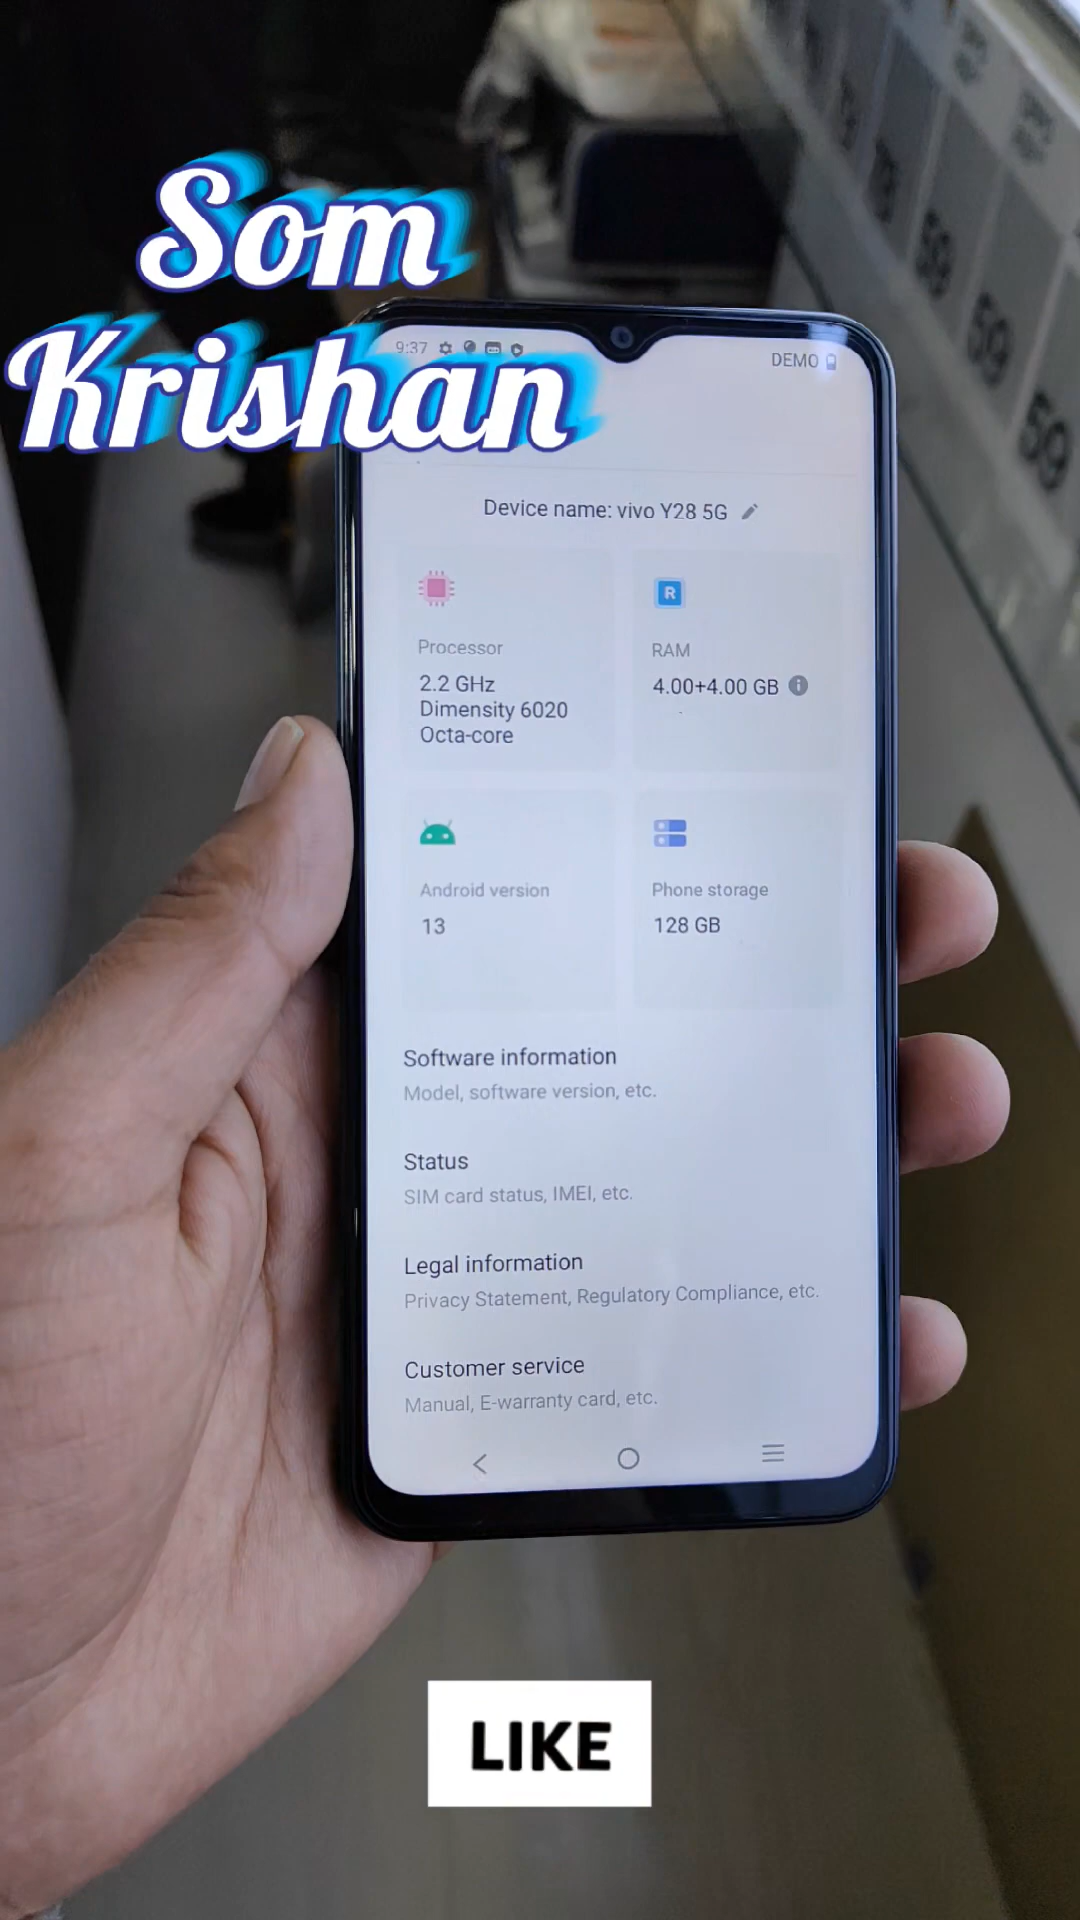 Som
Krishan
9:37
DEMO
Device name: vivo Y28 5G
Processor
2.2 GHz
Dimensity 6020
Octa-core
R
RAM
4.00+4.00 GB
Android version
13
Phone storage
128 GB
Software information
Model, software version, etc.
Status
SIM card status, IMEI, etc.
Legal information
Privacy Statement, Regulatory Compliance, etc.
Customer service
Manual, E-warranty card, etc.
59
59
59
LIKE